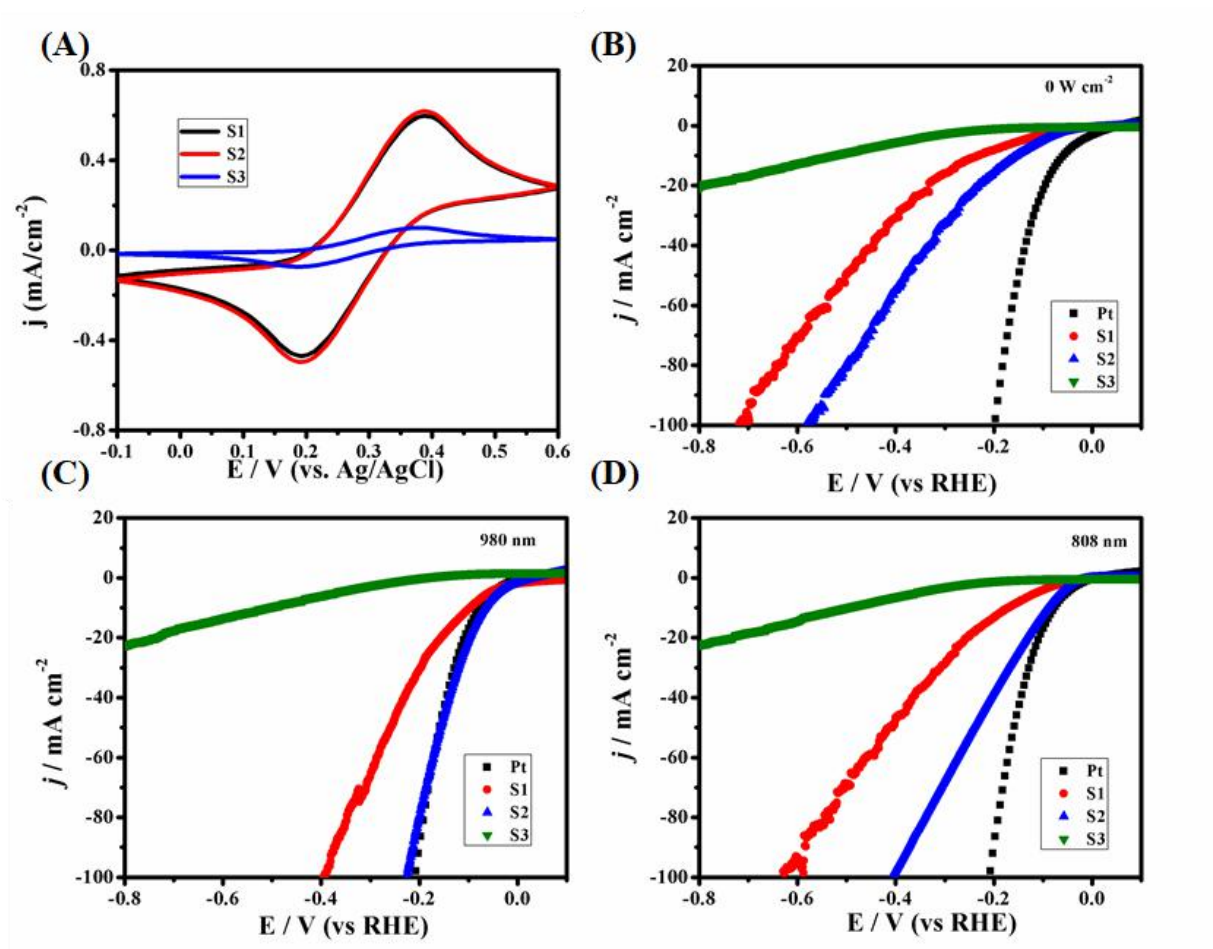 (A)
0.8
0.4
0.0
-0.4
-0.8
j (mA/cm-2)
S1
S2
S3
-0.1 0.0 0.1 0.2 0.3 0.4 0.5 0.6
E / V (vs. Ag/AgCl)
(B)
20
0
-20
-40
-60
-80
-100
j / mA cm-2
0 W cm-2
Pt
S1
S2
S3
-0.8 -0.6 -0.4 -0.2 0.0
E / V (vs RHE)
(C)
20
0
-20
-40
-60
-80
-100
j / mA cm-2
980 nm
Pt
S1
S2
S3
-0.8 -0.6 -0.4 -0.2 0.0
E / V (vs RHE)
(D)
20
0
-20
-40
-60
-80
-100
j / mA cm-2
808 nm
Pt
S1
S2
S3
-0.8 -0.6 -0.4 -0.2 0.0
E / V (vs RHE)